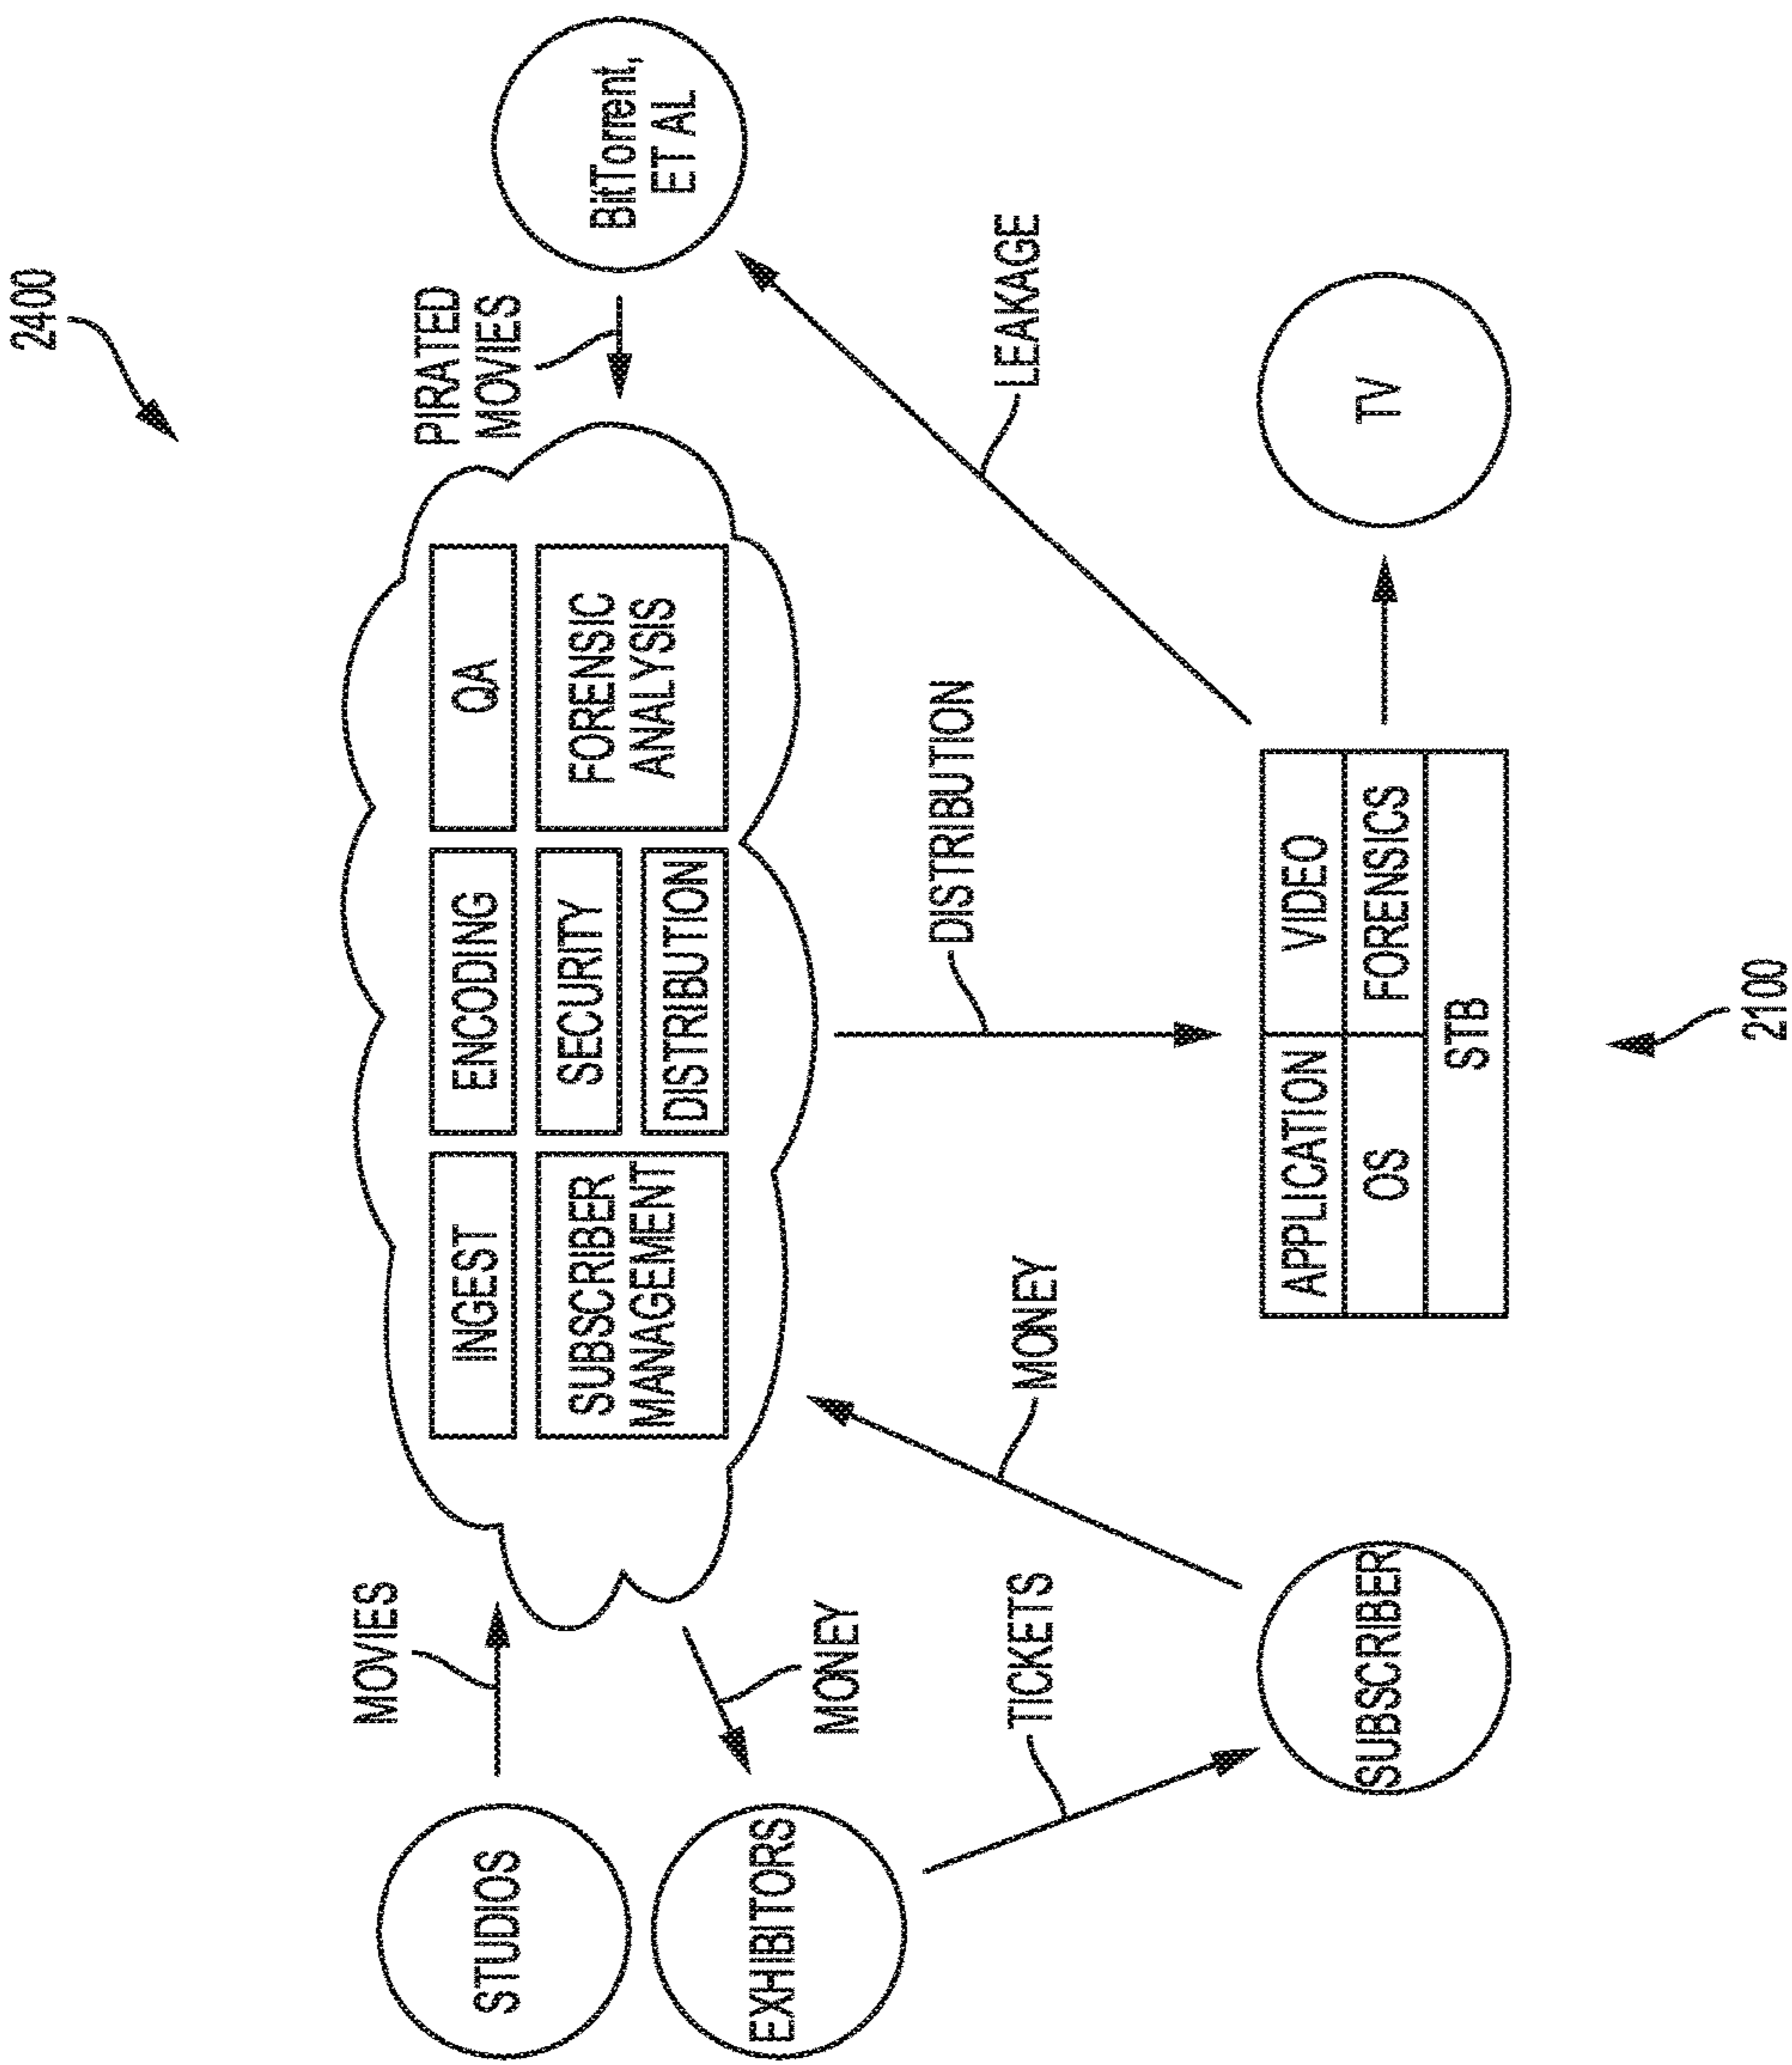 2400
STUDIOS
MOVIES
INGEST
ENCODING
QA
PIRATED
MOVIES
BitTorrent,
ET AL
SUBSCRIBER
MANAGEMENT
SECURITY
DISTRIBUTION
FORENSIC
ANALYSIS
EXHIBITORS
MONEY
TICKETS
MONEY
DISTRIBUTION
LEAKAGE
SUBSCRIBER
APPLICATION
VIDEO
OS
FORENSICS
STB
TV
2100